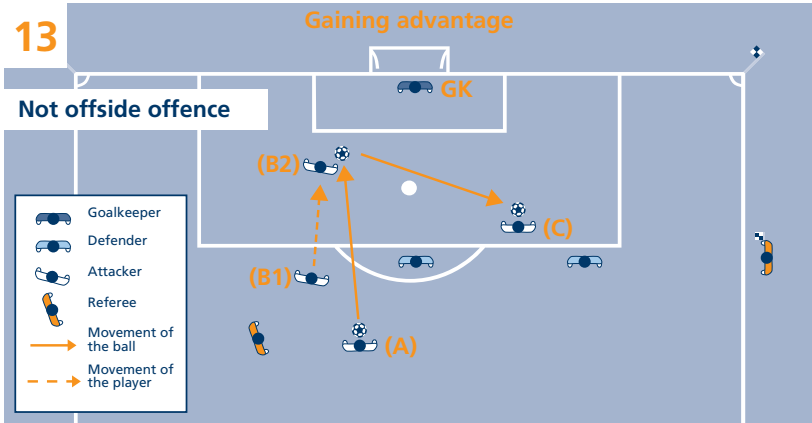 13
Gaining advantage
GK
Not offside offence
(B2)
(C)
(B1)
(A)
Goalkeeper
Defender
Attacker
Referee
Movement of
the ball
Movement of
the player